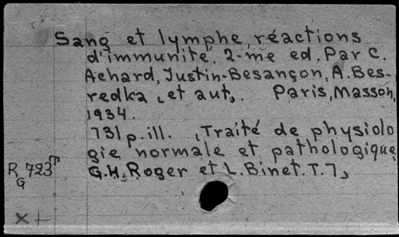 Sang et lymphe, réactions
d'immunité. 2-me ed. Par C.
Achard, Justin-Besançon, A. Bes-
redka, et aut,. Paris, Masson,
1934.
731 p. ill. (Traité de physiolo
gie normale et pathologique
G.H. Roger et L. Binet. T. 7)
R 723
G
x +